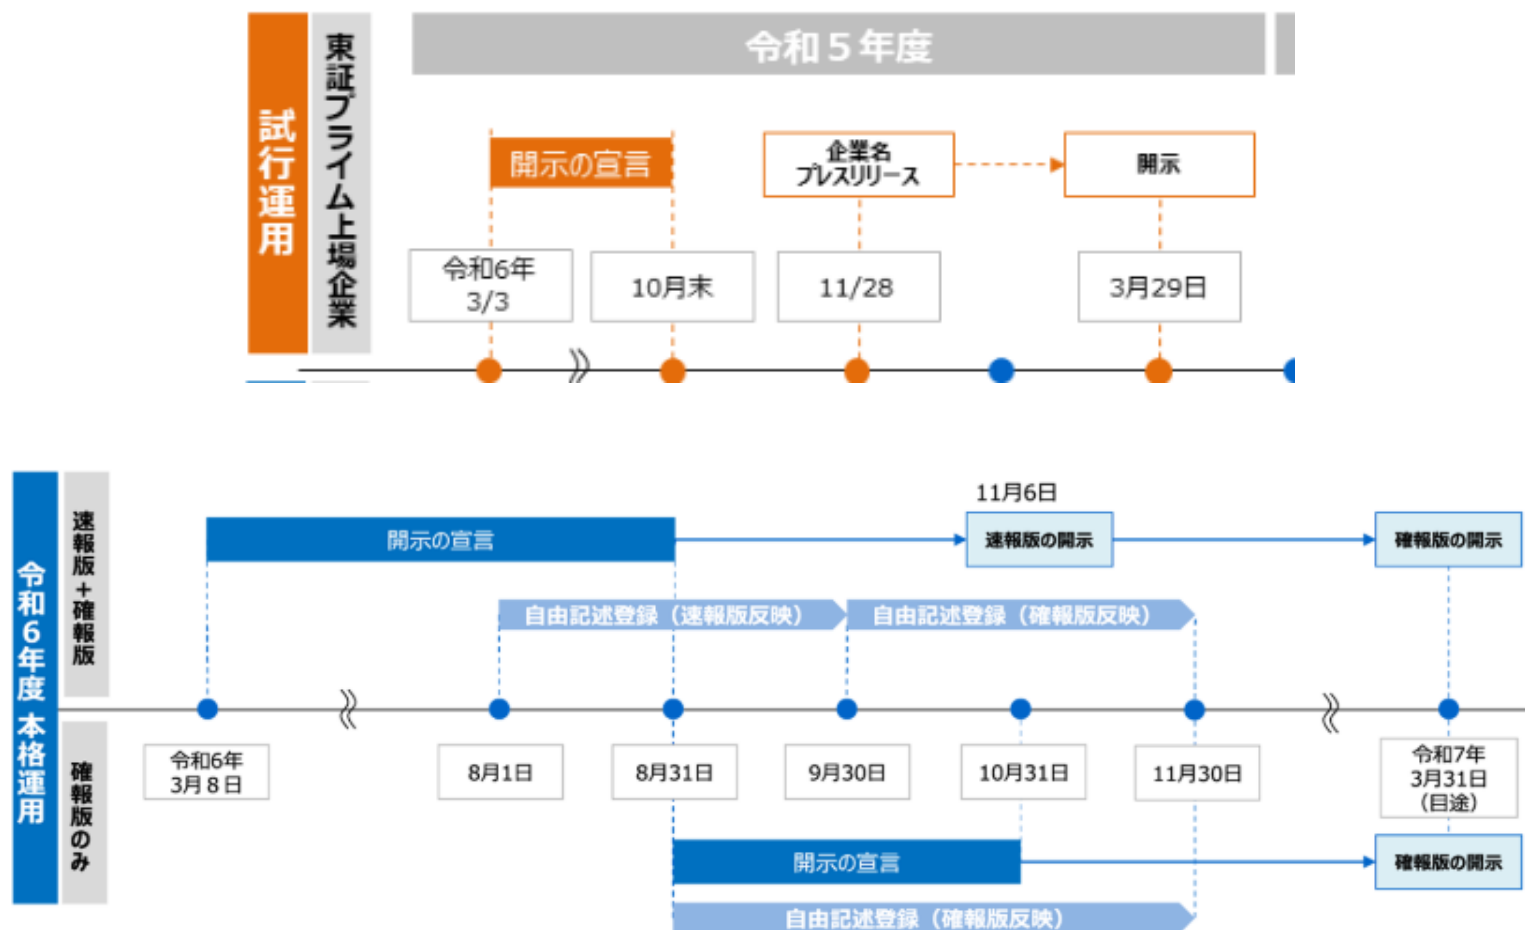 試行運用
東証プライム上場企業
令和５年度
開示の宣言
企業名
プレスリリース
開示
令和6年
3/3
10月末
11/28
3月29日
令和６年度 本格運用
速報版＋確報版
11月6日
開示の宣言
速報版の開示
確報版の開示
自由記述登録（速報版反映）
自由記述登録（確報版反映）
令和6年
3月８日
8月1日
8月31日
9月30日
10月31日
11月30日
令和7年
3月31日
（目途）
確報版のみ
開示の宣言
確報版の開示
自由記述登録（確報版反映）